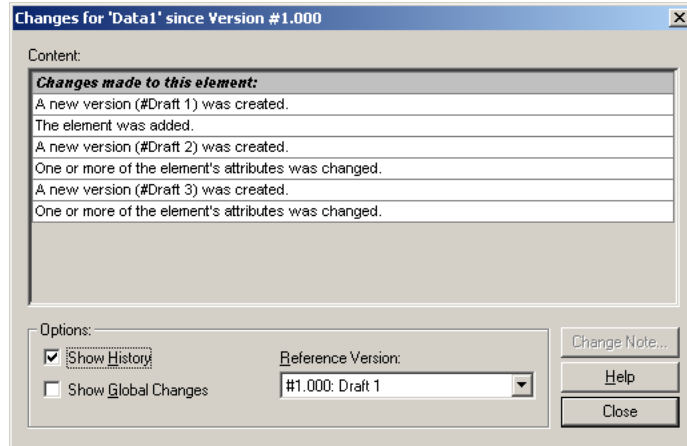 Changes for 'Data1' since Version #1.000
Content:
Changes made to this element:
A new version (#Draft 1) was created.
The element was added.
A new version (#Draft 2) was created.
One or more of the element's attributes was changed.
A new version (#Draft 3) was created.
One or more of the element's attributes was changed.
Options:
Show History
Show Global Changes
Reference Version:
#1.000: Draft 1
Change Note...
Help
Close